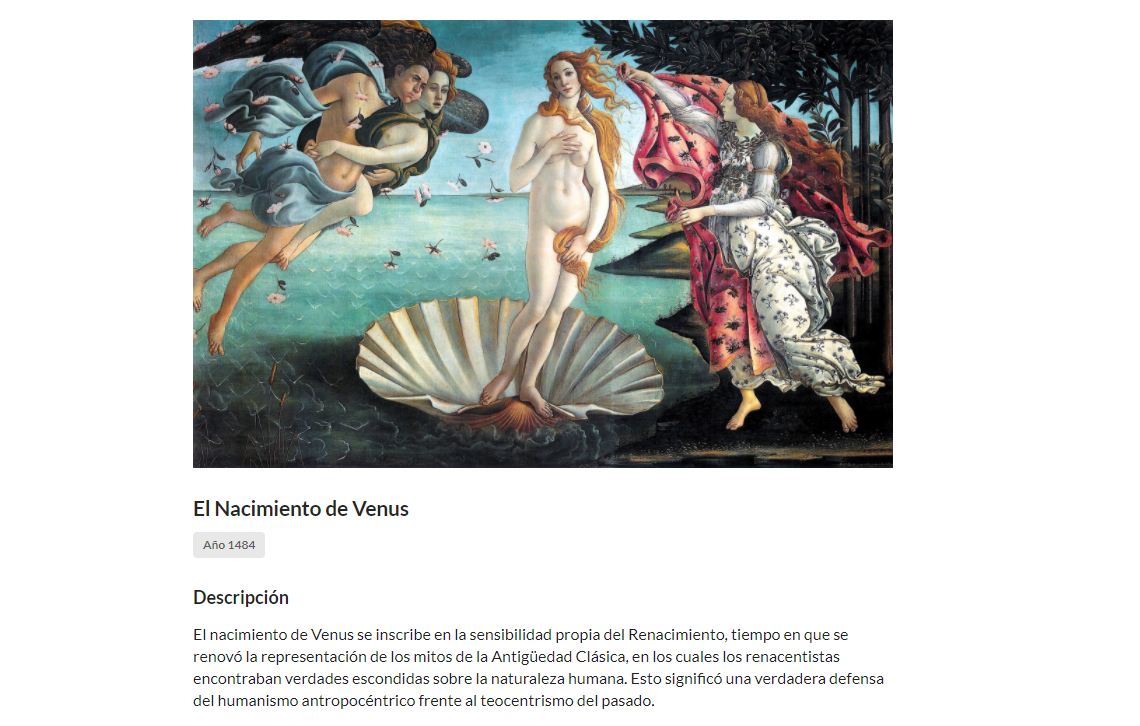 El Nacimiento de Venus
Año 1484
Descripción
El nacimiento de Venus se inscribe en la sensibilidad propia del Renacimiento, tiempo en que se
renovó la representación de los mitos de la Antigüedad Clásica, en los cuales los renacentistas
encontraban verdades escondidas sobre la naturaleza humana. Esto significó una verdadera defensa
del humanismo antropocéntrico frente al teocentrismo del pasado.